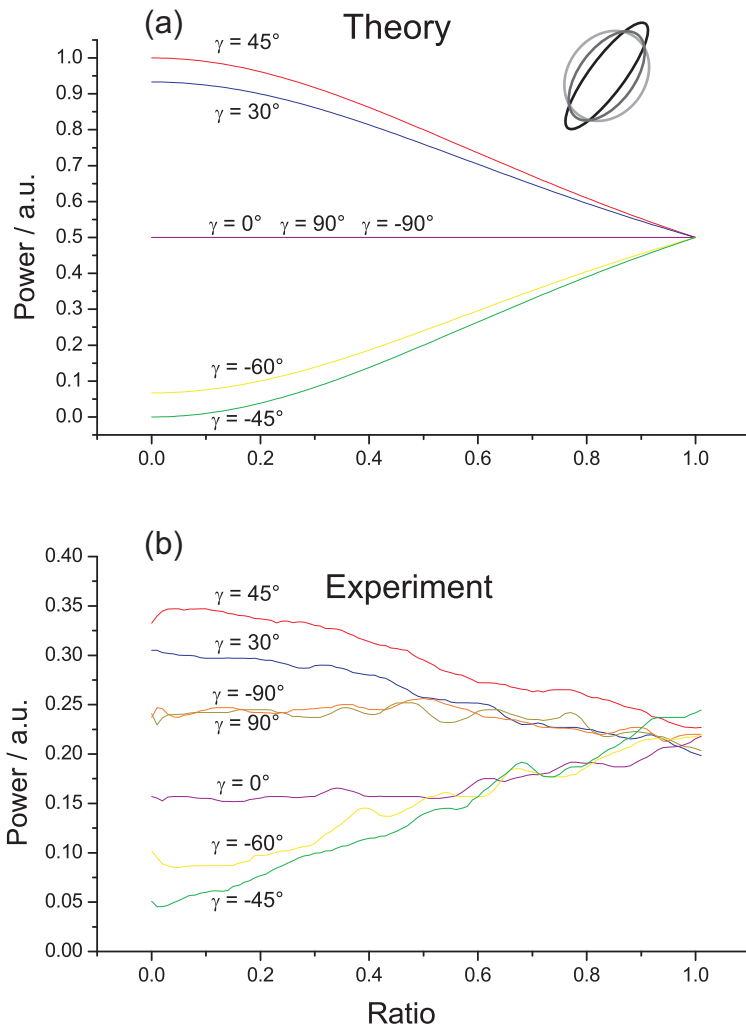 (a) Theory
γ = 45°
γ = 30°
γ = 0° γ = 90° γ = -90°
γ = -60°
γ = -45°
Power / a.u.
1.0
0.9
0.8
0.7
0.6
0.5
0.4
0.3
0.2
0.1
0.0
0.0 0.2 0.4 0.6 0.8 1.0
(b) Experiment
γ = 45°
γ = 30°
γ = -90°
γ = 90°
γ = 0°
γ = -60°
γ = -45°
Power / a.u.
0.40
0.35
0.30
0.25
0.20
0.15
0.10
0.05
0.00
0.0 0.2 0.4 0.6 0.8 1.0
Ratio